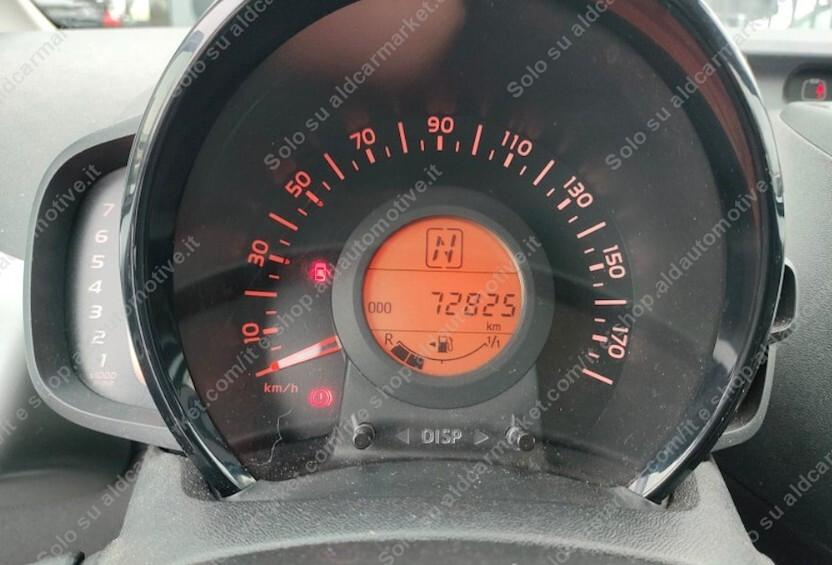 7
6
5
4
3
2
1
x1000
10
30
50
70
90
110
130
150
170
km/h
N
ODO 72825
km
R 1/1
DISP
Solo su aldcarmarket.com/it e shop.aldautomotive.it